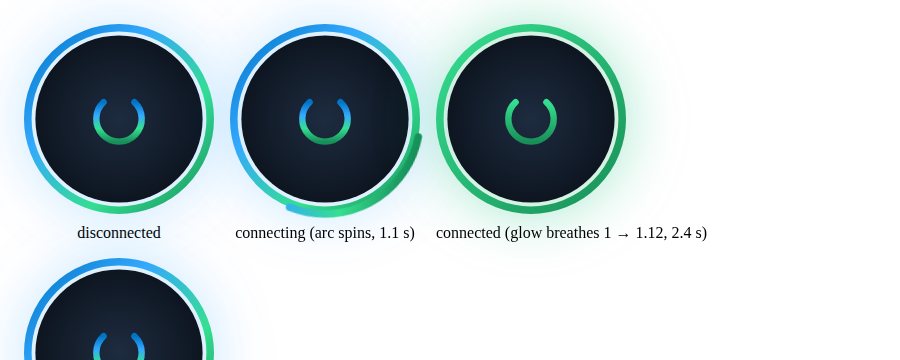 disconnected
connecting (arc spins, 1.1 s)
connected (glow breathes 1 → 1.12, 2.4 s)